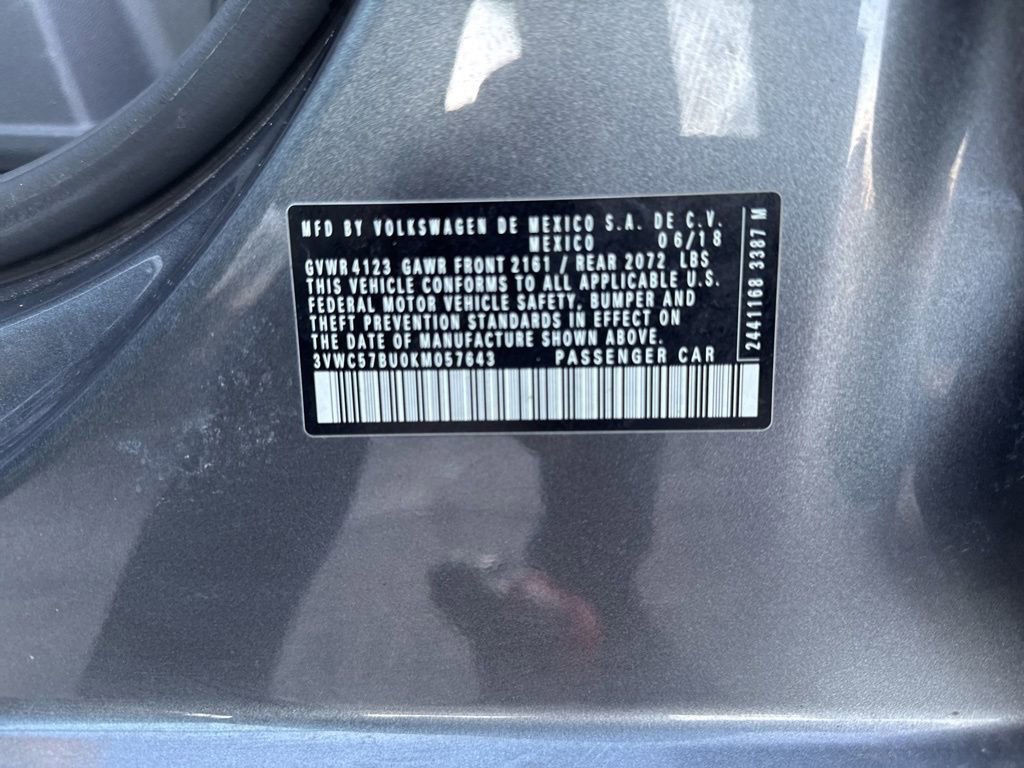 MFD BY VOLKSWAGEN DE MEXICO S.A. DE C.V.
MEXICO 06/18
GVWR 4123 GAWR FRONT 2161 / REAR 2072 LBS
THIS VEHICLE CONFORMS TO ALL APPLICABLE U.S.
FEDERAL MOTOR VEHICLE SAFETY, BUMPER AND
THEFT PREVENTION STANDARDS IN EFFECT ON
THE DATE OF MANUFACTURE SHOWN ABOVE.
3VWC57BU0KM057643 PASSENGER CAR
2441168 3387 M